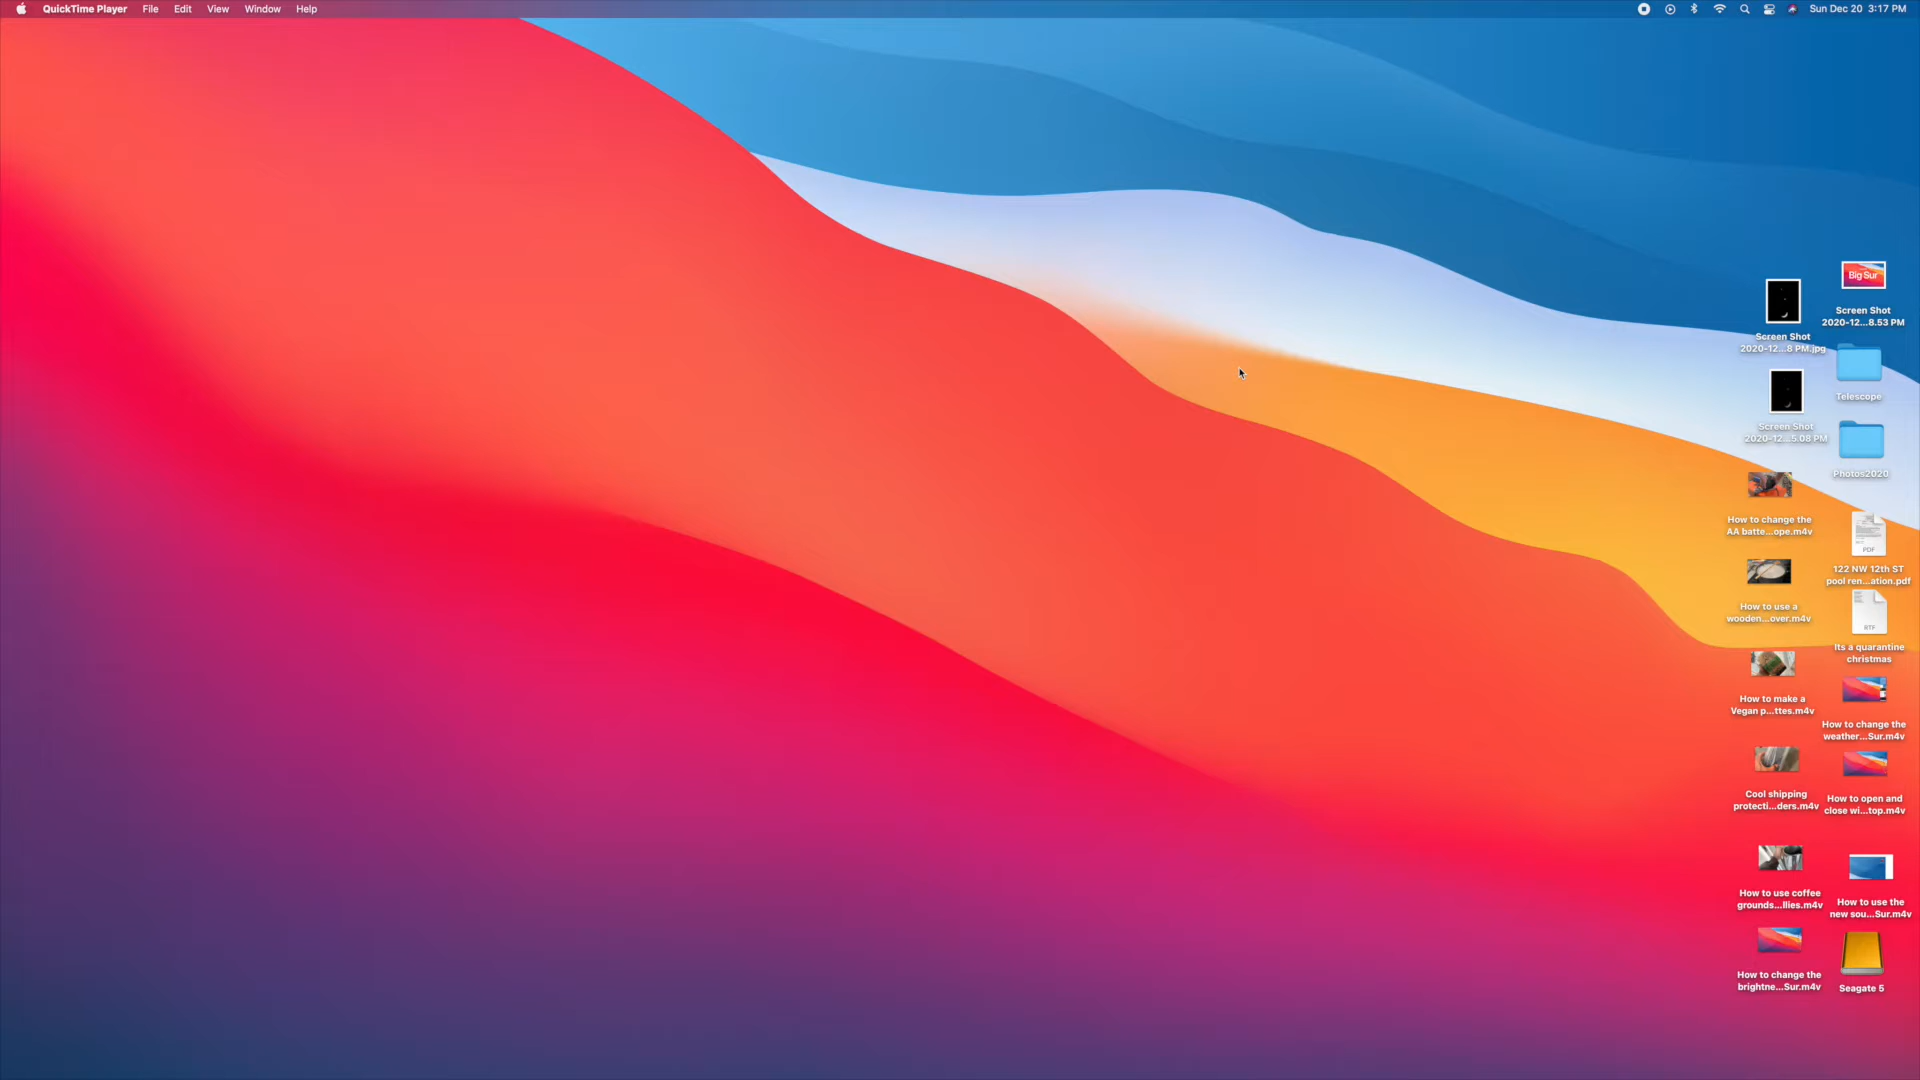 QuickTime Player File Edit View Window Help Sun Dec 20 3:17 PM
Big Sur
Screen Shot
2020-12...8.53 PM
Screen Shot
2020-12...8 PM.jpg
Telescope
Screen Shot
2020-12...5.08 PM
Photos2020
How to change the
AA batte...ope.m4v
PDF
122 NW 12th ST
pool ren...ation.pdf
How to use a
wooden...over.m4v
RTF
Its a quarantine
christmas
How to make a
Vegan p...ttes.m4v
How to change the
weather...Sur.m4v
Cool shipping
protecti...ders.m4v
How to open and
close wi...top.m4v
How to use coffee
grounds...llies.m4v
How to use the
new sou...Sur.m4v
How to change the
brightne...Sur.m4v
Seagate 5